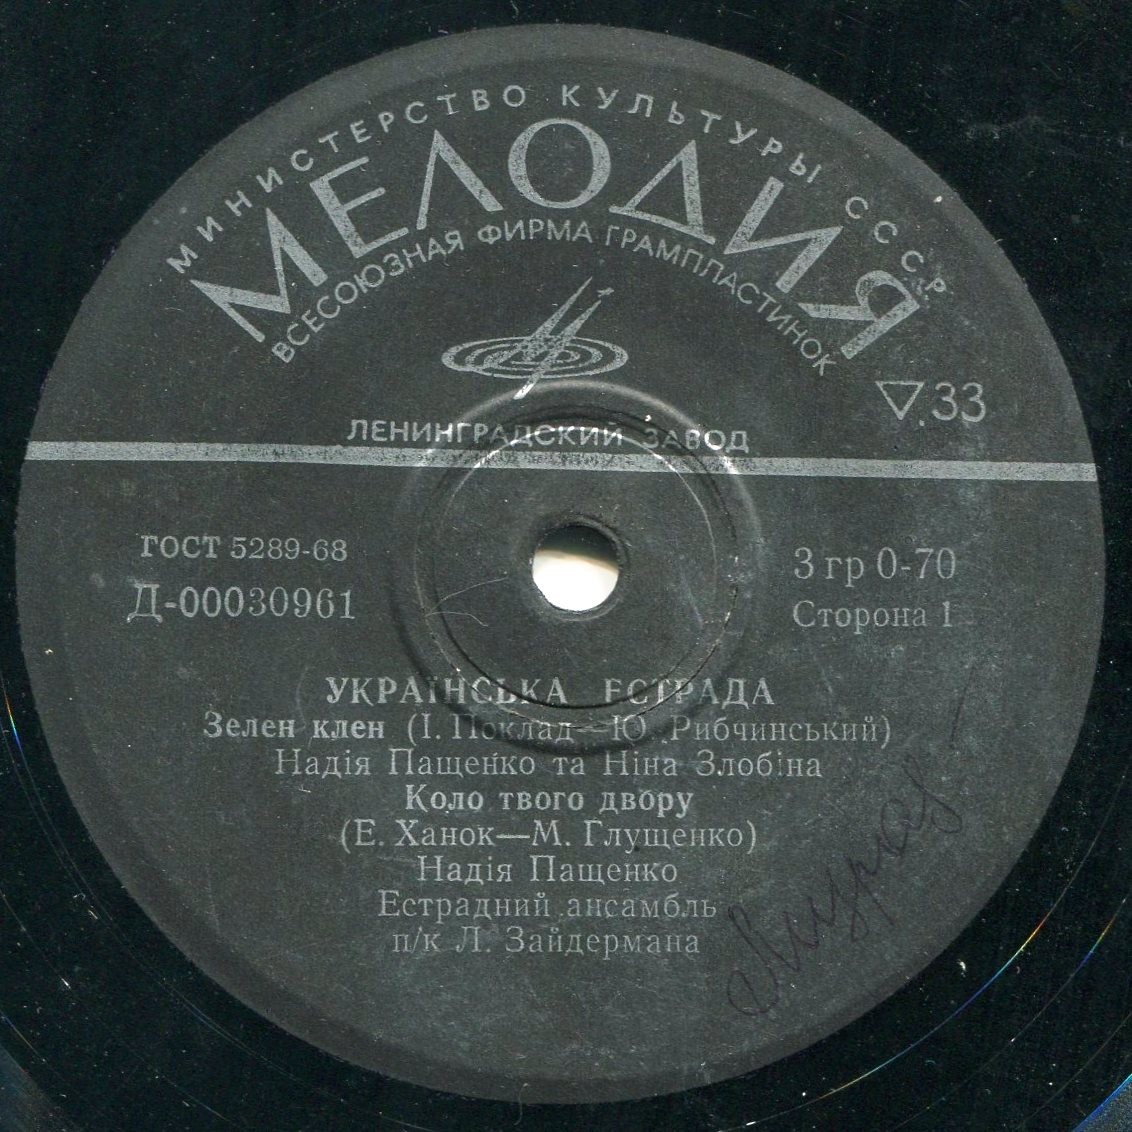 МИНИСТЕРСТВО КУЛЬТУРЫ СССР
МЕЛОДИЯ
ВСЕСОЮЗНАЯ ФИРМА ГРАМПЛАСТИНОК
33
ЛЕНИНГРАДСКИЙ ЗАВОД
ГОСТ 5289-68
Д-00030961
3 гр 0-70
Сторона 1
УКРАЇНСЬКА ЕСТРАДА
Зелен клен (І. Поклад—Ю. Рибчинський)
Надія Пащенко та Ніна Злобіна
Коло твого двору
(Е. Ханок—М. Глущенко)
Надія Пащенко
Естрадний ансамбль
п/к Л. Зайдермана